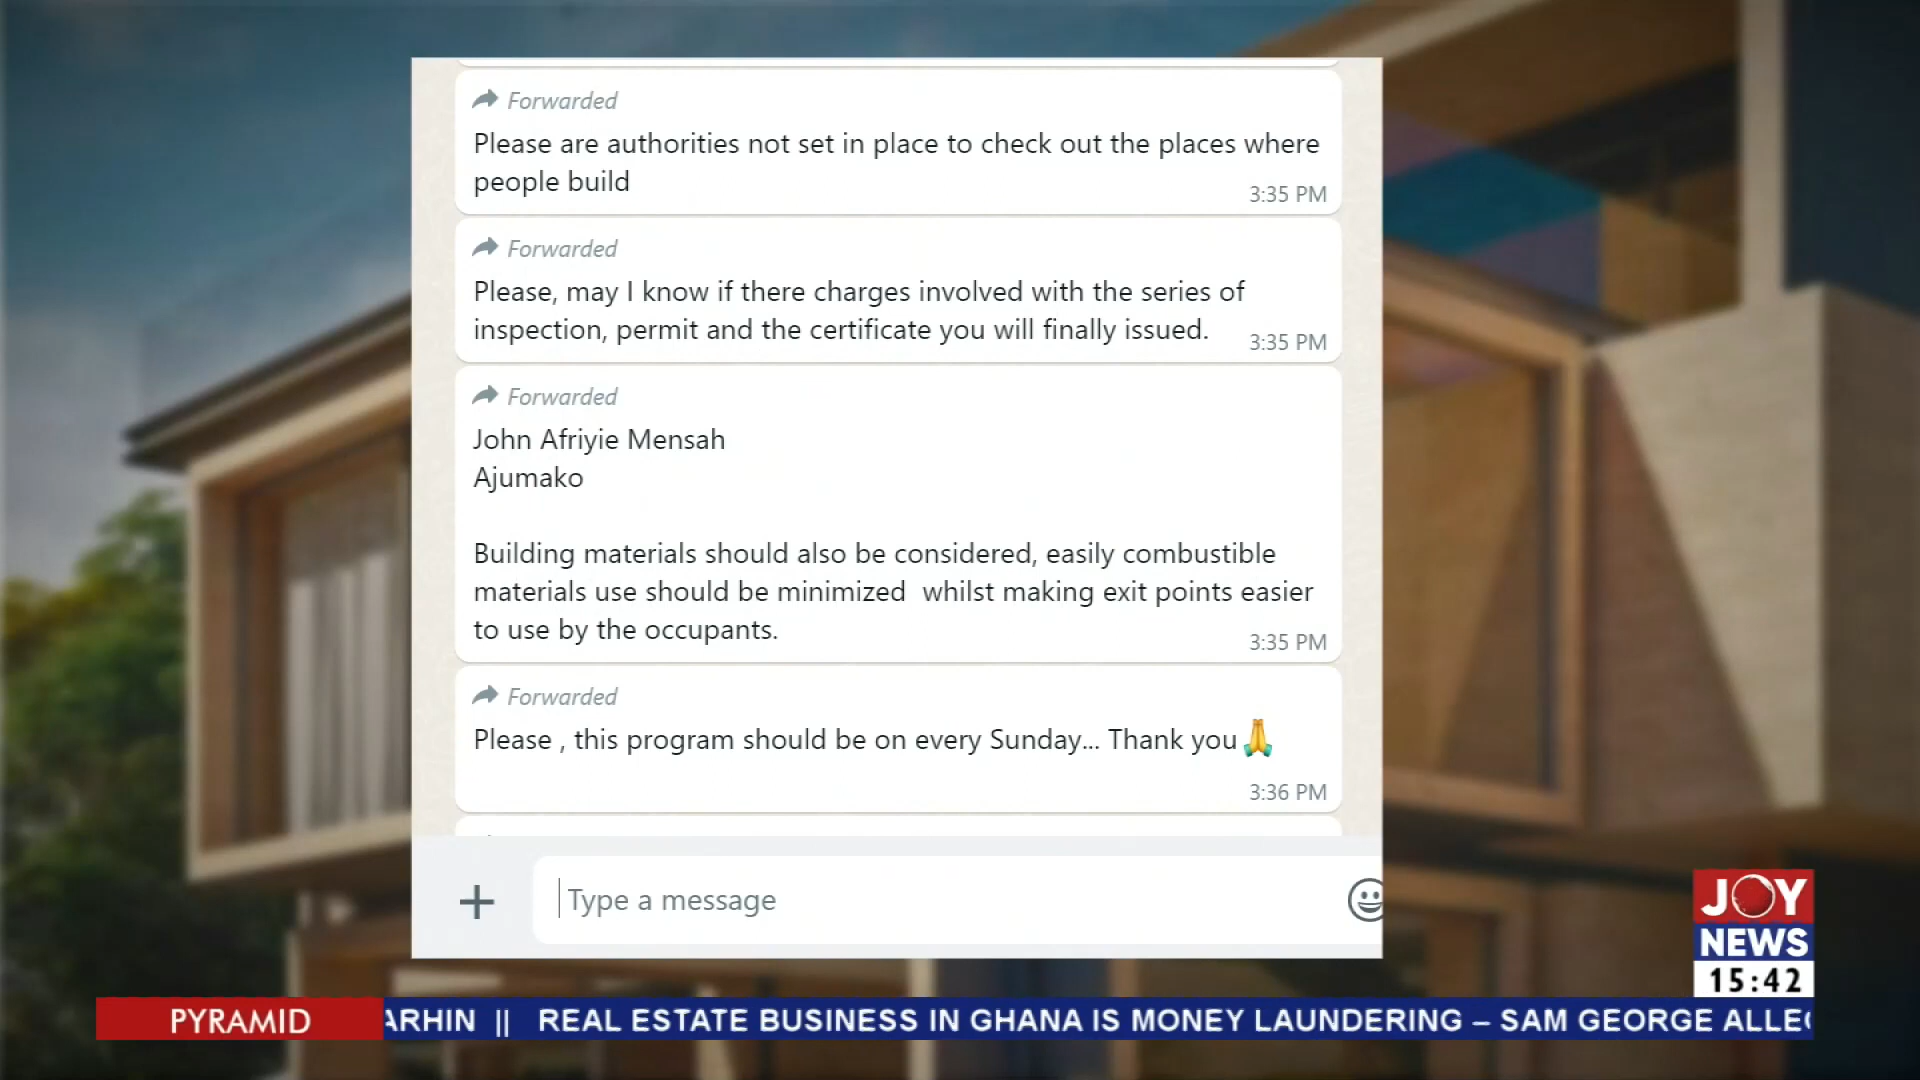 Forwarded
Please are authorities not set in place to check out the places where
people build
3:35 PM
Forwarded
Please, may I know if there charges involved with the series of
inspection, permit and the certificate you will finally issued.
3:35 PM
Forwarded
John Afriyie Mensah
Ajumako
Building materials should also be considered, easily combustible
materials use should be minimized  whilst making exit points easier
to use by the occupants.
3:35 PM
Forwarded
Please , this program should be on every Sunday... Thank you🙏
3:36 PM
Type a message
JOY
NEWS
15:42
PYRAMID
ARHIN || REAL ESTATE BUSINESS IN GHANA IS MONEY LAUNDERING – SAM GEORGE ALLE